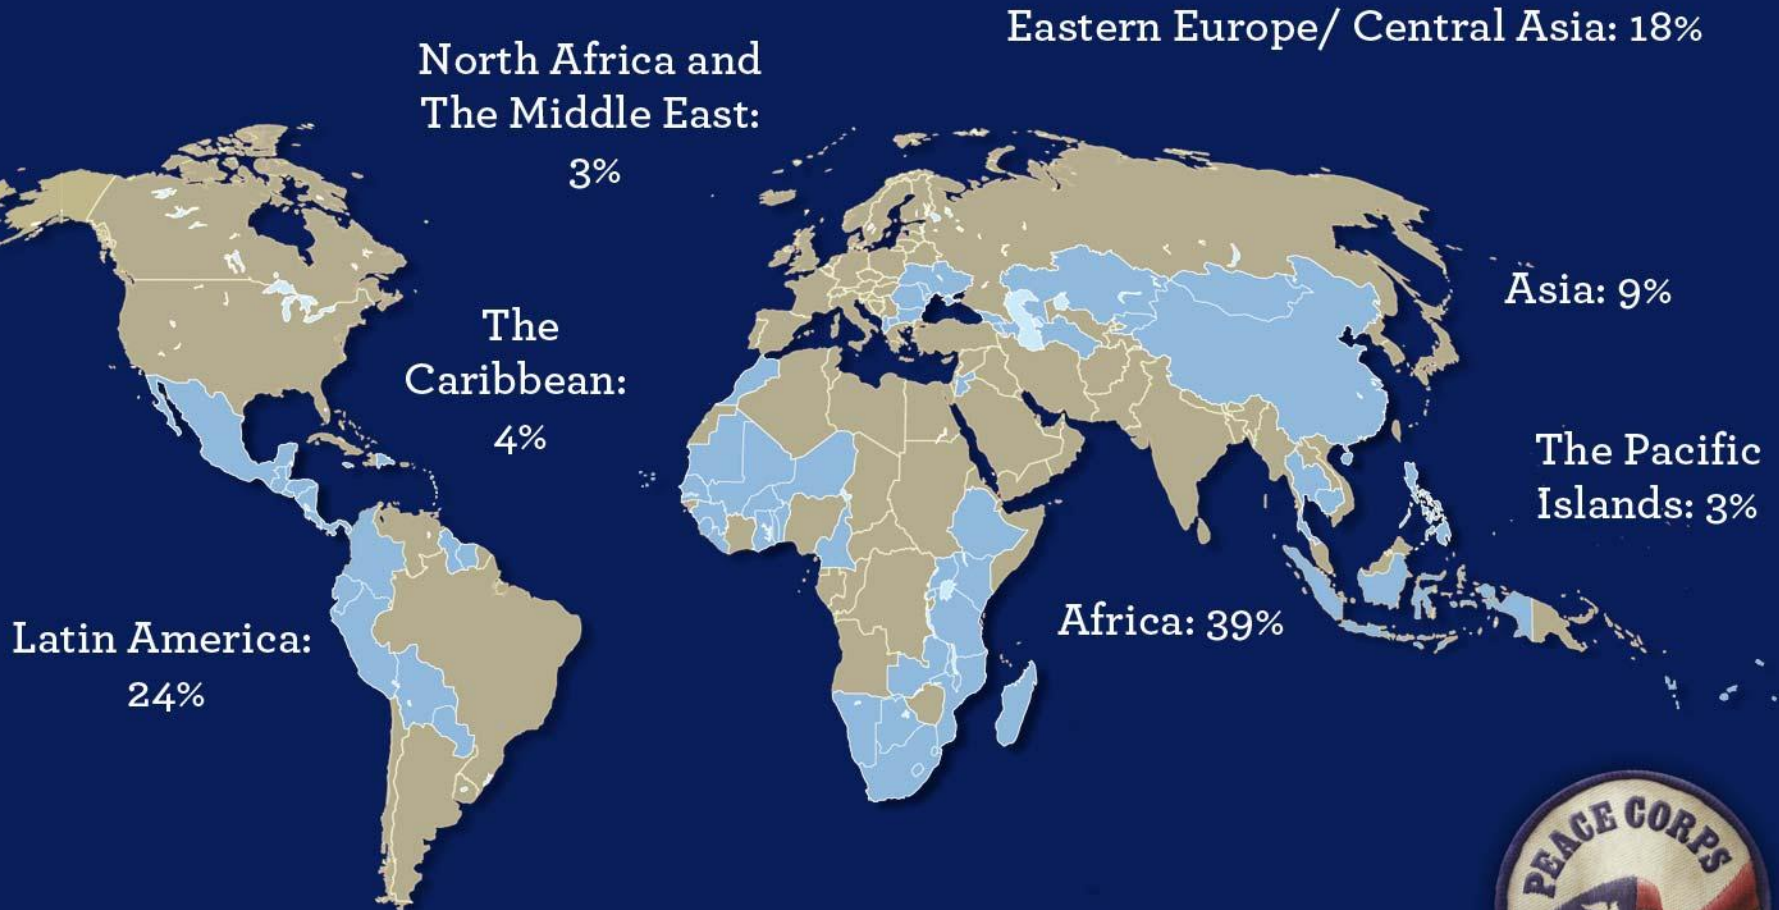 Eastern Europe/ Central Asia: 18%
North Africa and
The Middle East:
3%
Asia: 9%
The
Caribbean:
4%
The Pacific
Islands: 3%
Africa: 39%
Latin America:
24%
PEACE CORPS